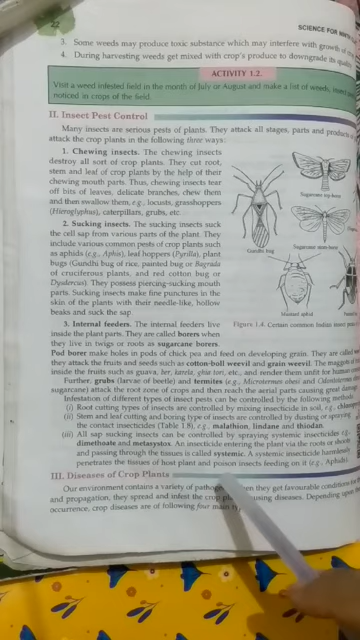 22
SCIENCE FOR NINTH
3. Some weeds may produce toxic substance which may interfere with growth of
4. During harvesting weeds get mixed with crop's produce to downgrade its quality
ACTIVITY 1.2.
Visit a weed infested field in the month of July or August and make a list of weeds,
noticed in crops of the field.
II. Insect Pest Control
Many insects are serious pests of plants. They attack all stages, parts and products
attack the crop plants in the following three ways:
1. Chewing insects. The chewing insects
destroy all sort of crop plants. They cut root,
stem and leaf of crop plants by the help of their
chewing mouth parts. Thus, chewing insects tear
off bits of leaves, delicate branches, chew them
and then swallow them, e.g., locusts, grasshoppers
(Hieroglyphus), caterpillars, grubs, etc.
2. Sucking insects. The sucking insects suck
the cell sap from various parts of the plant. They
include various common pests of crop plants such
as aphids (e.g., Aphis), leaf hoppers (Pyrilla), plant
bugs (Gundhi bug of rice, painted bug or Bagrada
of cruciferous plants, and red cotton bug or
Dysdercus). They possess piercing-sucking mouth
parts. Sucking insects make fine punctures in the
skin of the plants with their needle-like, hollow
beaks and suck the sap.
3. Internal feeders. The internal feeders live
inside the plant parts. They are called borers when
they live in twigs or roots as sugarcane borers.
Sugarcane top borer
Gundhi bug
Sugarcane stem borer
Mustard aphid
Figure 1.4. Certain common Indian insect
Pod borer make holes in pods of chick pea and feed on developing grain. They are called
they attack the fruits and seeds such as cotton-boll weevil and grain weevil. The maggots of
inside the fruits such as guava, ber, karela, ghia tori, etc., and render them unfit for human
Further, grubs (larvae of beetle) and termites (e.g., Microtermes obesi and
sugarcane) attack the root zone of crops and then reach the aerial parts causing great
Infestation of different types of insect pests can be controlled by the following methods
(i) Root cutting types of insects are controlled by mixing insecticide in soil, e.g.,
(ii) Stem and leaf cutting and boring type of insects are controlled by dusting or spraying
the contact insecticides (Table 1.8), e.g., malathion, lindane and thiodan.
(iii) All sap sucking insects can be controlled by spraying systemic insecticides
dimethoate and metasystox. An insecticide entering the plant via the roots or shoots
and passing through the tissues is called systemic. A systemic insecticide harmlessly
penetrates the tissues of host plant and poison insects feeding on it (e.g., Aphids).
III. Diseases of Crop Plants
Our environment contains a variety of they get favourable conditions for
and propagation, they spread and infest the crop causing diseases. Depending upon
occurrence, crop diseases are of following four main